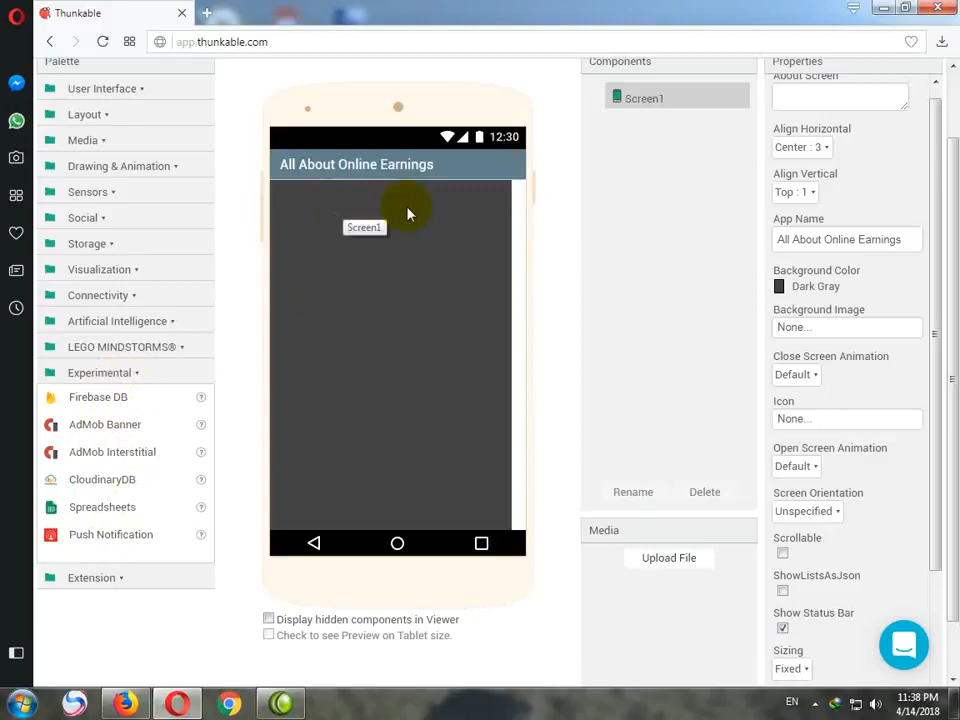 Thunkable
app.thunkable.com
Palette
User Interface
Layout
Media
Drawing & Animation
Sensors
Social
Storage
Visualization
Connectivity
Artificial Intelligence
LEGO MINDSTORMS®
Experimental
Firebase DB
AdMob Banner
AdMob Interstitial
CloudinaryDB
Spreadsheets
Push Notification
Extension
12:30
All About Online Earnings
Screen1
Display hidden components in Viewer
Check to see Preview on Tablet size.
Components
Screen1
Rename Delete
Media
Upload File
Properties
About Screen
Align Horizontal
Center : 3
Align Vertical
Top : 1
App Name
All About Online Earnings
Background Color
Dark Gray
Background Image
None...
Close Screen Animation
Default
Icon
None...
Open Screen Animation
Default
Screen Orientation
Unspecified
Scrollable
ShowListsAsJson
Show Status Bar
Sizing
Fixed
EN
11:38 PM
4/14/2018